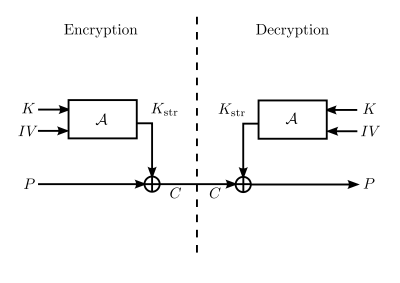 Encryption Decryption
K K_str K_str K
𝒜 𝒜
IV IV
P C C P